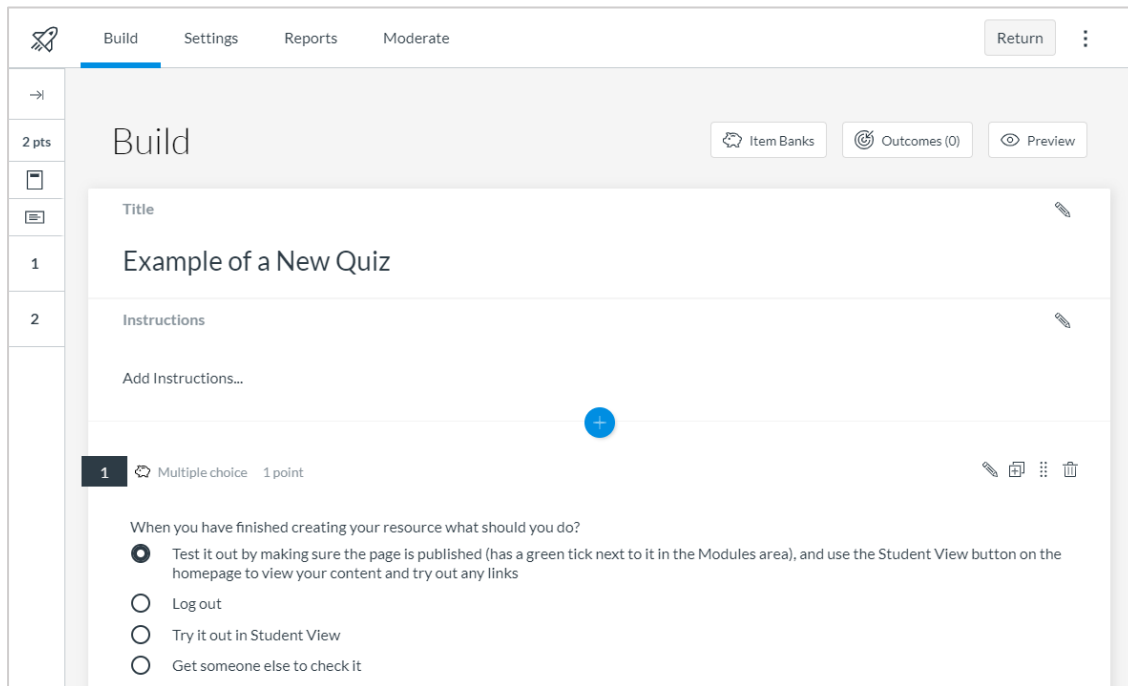 Build Settings Reports Moderate Return
2 pts
1
2
Build
Item Banks Outcomes (0) Preview
Title
Example of a New Quiz
Instructions
Add Instructions...
1 Multiple choice 1 point
When you have finished creating your resource what should you do?
Test it out by making sure the page is published (has a green tick next to it in the Modules area), and use the Student View button on the
homepage to view your content and try out any links
Log out
Try it out in Student View
Get someone else to check it